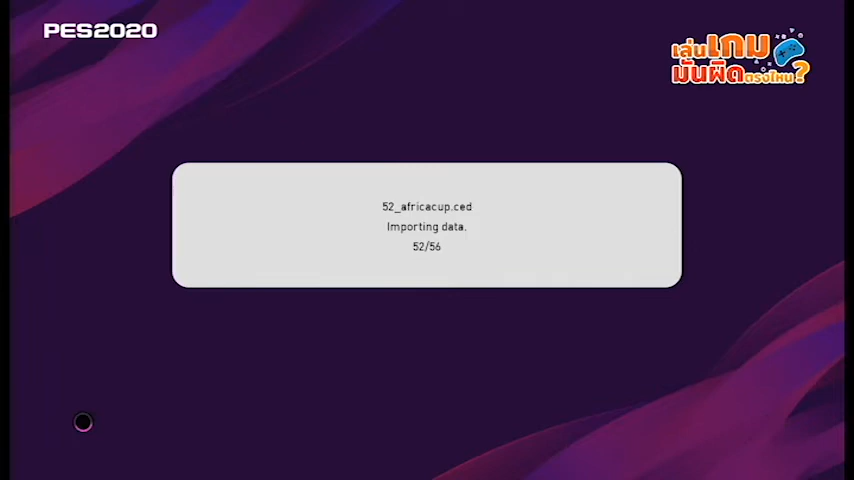 PES2020
เล่นเกม
มันผิดตรงไหน?
52_africacup.ced
Importing data.
52/56